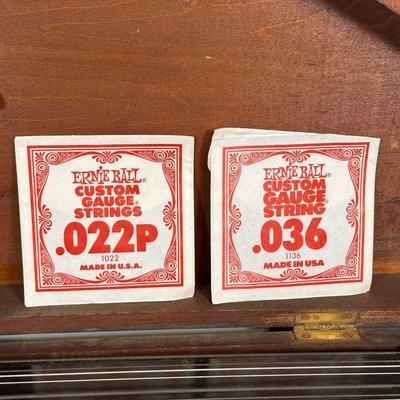 ERNIE BALL®
CUSTOM
GAUGE®
STRINGS
.022P
1022
MADE IN U.S.A.
ERNIE BALL®
CUSTOM
GAUGE®
STRING
.036
1136
MADE IN USA